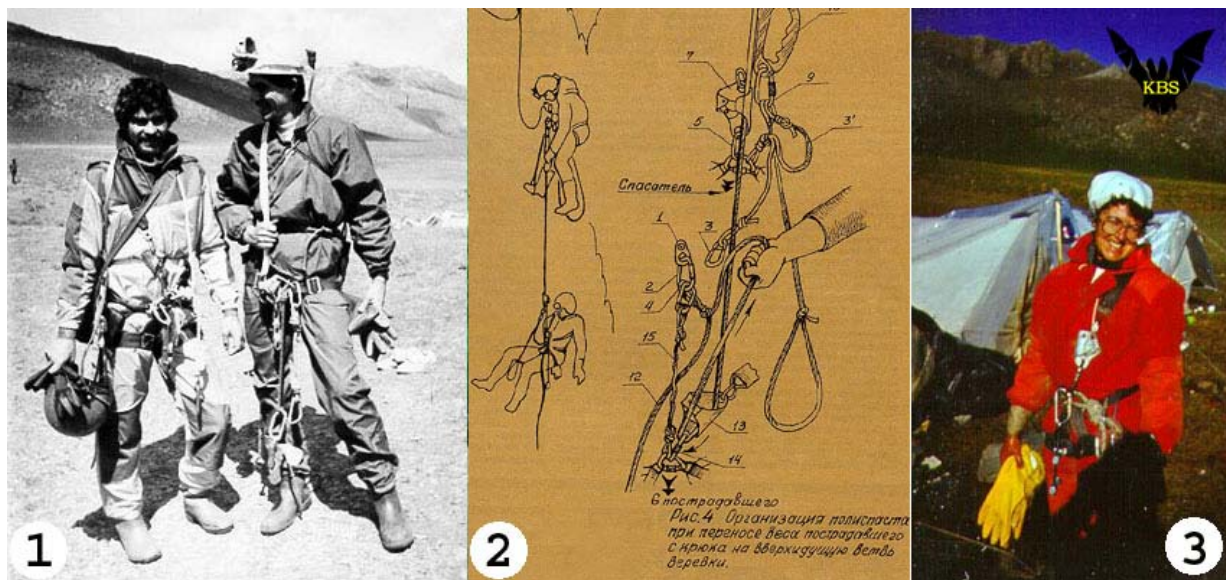 7
9
5
3'
Спасатель
1
3
2
4
15
12
13
14
G пострадавшего
Рис.4 Организация полиспаста
при переносе веса пострадавшего
с крюка на вверхидущую ветвь
веревки.
KBS
1
2
3